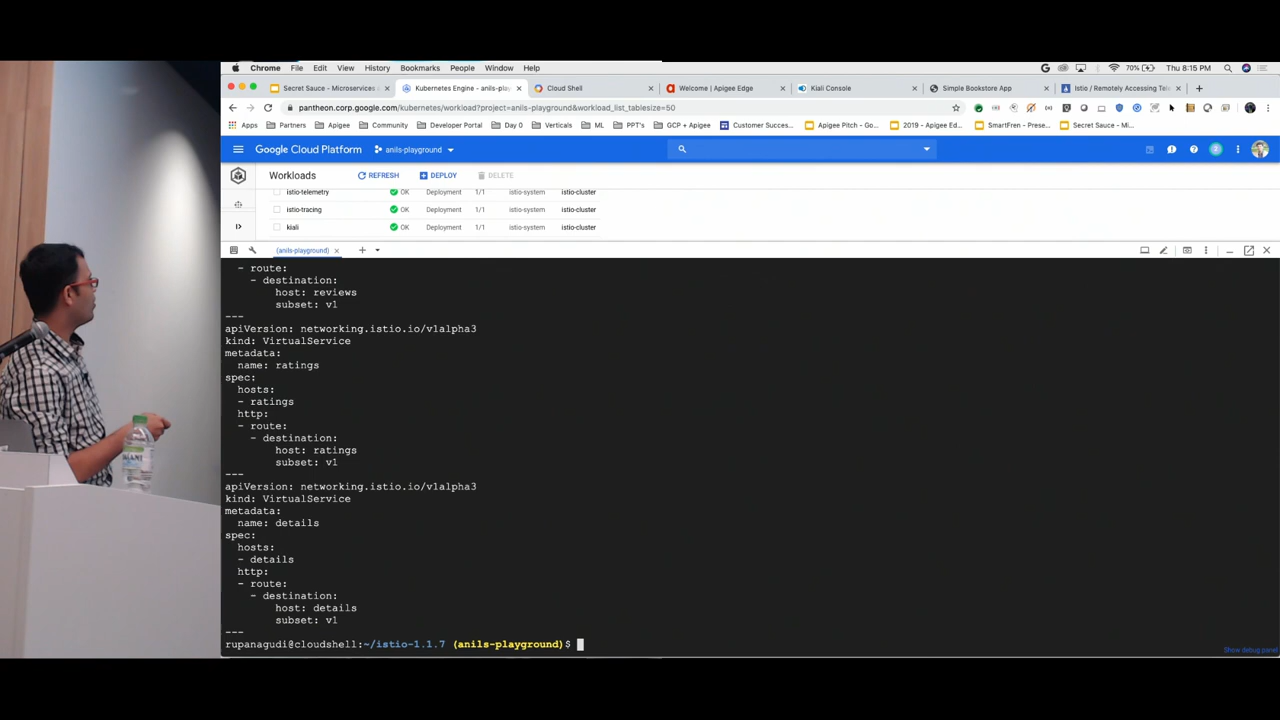 Chrome File Edit View History Bookmarks People Window Help 70% Thu 8:15 PM
Secret Sauce - Microservices Kubernetes Engine - anils-play Cloud Shell Welcome | Apigee Edge Kiali Console Simple Bookstore App Istio / Remotely Accessing Tele
pantheon.corp.google.com/kubernetes/workload?project=anils-playground&workload_list_tablesize=50
Apps Partners Apigee Community Developer Portal Day 0 Verticals ML PPT's GCP + Apigee Customer Succes... Apigee Pitch - Go... 2019 - Apigee Ed... SmartFren - Prese... Secret Sauce - Mi...
Google Cloud Platform anils-playground
Workloads REFRESH DEPLOY DELETE
istio-telemetry OK Deployment 1/1 istio-system istio-cluster
istio-tracing OK Deployment 1/1 istio-system istio-cluster
kiali OK Deployment 1/1 istio-system istio-cluster
(anils-playground)
- route:
- destination:
host: reviews
subset: v1
---
apiVersion: networking.istio.io/v1alpha3
kind: VirtualService
metadata:
name: ratings
spec:
hosts:
- ratings
http:
- route:
- destination:
host: ratings
subset: v1
---
apiVersion: networking.istio.io/v1alpha3
kind: VirtualService
metadata:
name: details
spec:
hosts:
- details
http:
- route:
- destination:
host: details
subset: v1
---
rupanagudi@cloudshell:~/istio-1.1.7 (anils-playground)$
Show debug panel